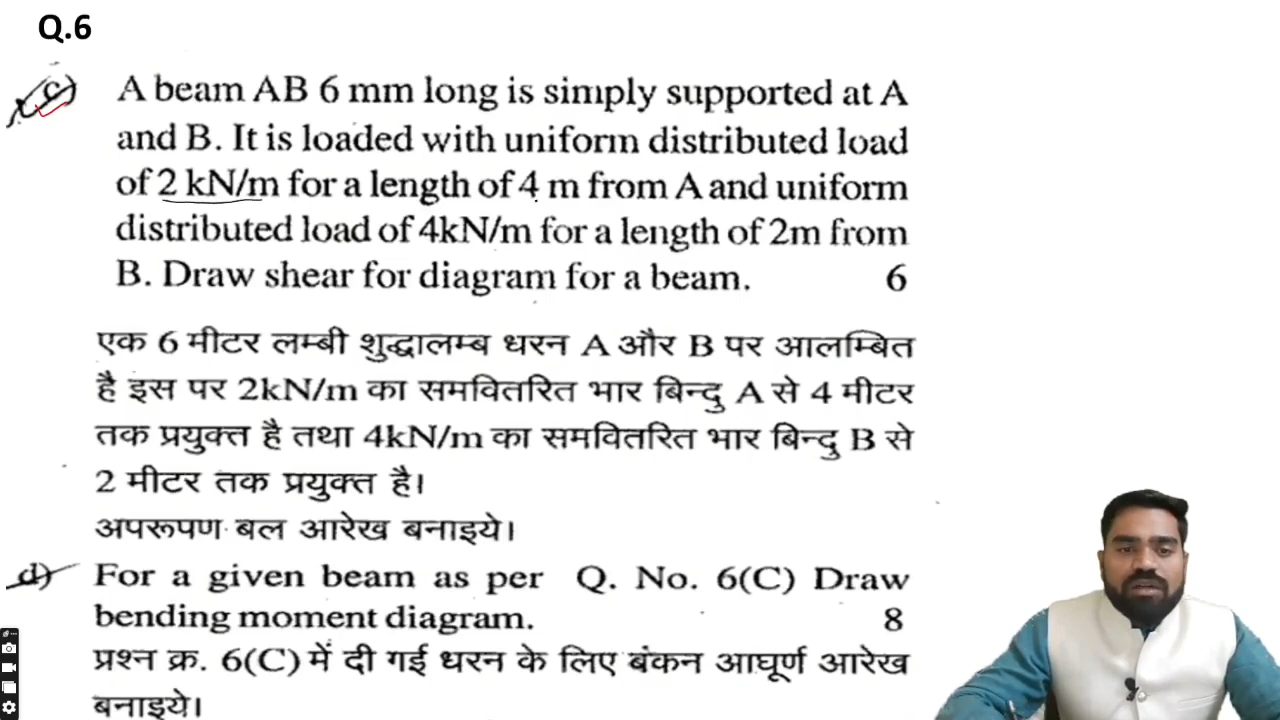 Q.6
c) A beam AB 6 mm long is simply supported at A
and B. It is loaded with uniform distributed load
of 2 kN/m for a length of 4 m from A and uniform
distributed load of 4kN/m for a length of 2m from
B. Draw shear for diagram for a beam. 6
एक 6 मीटर लम्बी शुद्धालम्ब धरन A और B पर आलम्बित
है इस पर 2kN/m का समवितरित भार बिन्दु A से 4 मीटर
तक प्रयुक्त है तथा 4kN/m का समवितरित भार बिन्दु B से
2 मीटर तक प्रयुक्त है।
अपरूपण बल आरेख बनाइये।
d) For a given beam as per Q. No. 6(C) Draw
bending moment diagram. 8
प्रश्न क्र. 6(C) में दी गई धरन के लिए बंकन आघूर्ण आरेख
बनाइये।